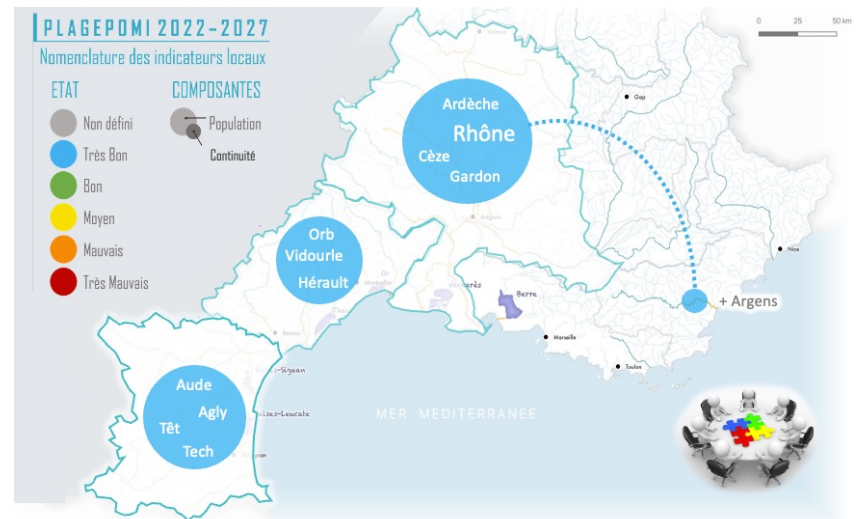 PLAGEPOMI 2022-2027
Nomenclature des indicateurs locaux
ETAT
COMPOSANTES
Non défini
Population
Très Bon
Continuité
Bon
Moyen
Mauvais
Très Mauvais
0 25 50 km
Gap
Ardèche
Rhône
Cèze
Gardon
Avignon
Orb
Vidourle
Hérault
Berre
Nice
+ Argens
Marseille
Toulon
Aude
Agly
Têt
Tech
MER MEDITERRANEE